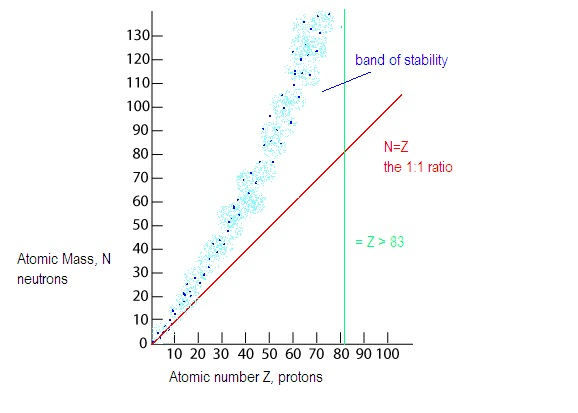 130
120
110
100
90
80
70
60
50
40
30
20
10
0
band of stability
N=Z
the 1:1 ratio
= Z > 83
Atomic Mass, N
neutrons
10 20 30 40 50 60 70 80 90 100
Atomic number Z, protons